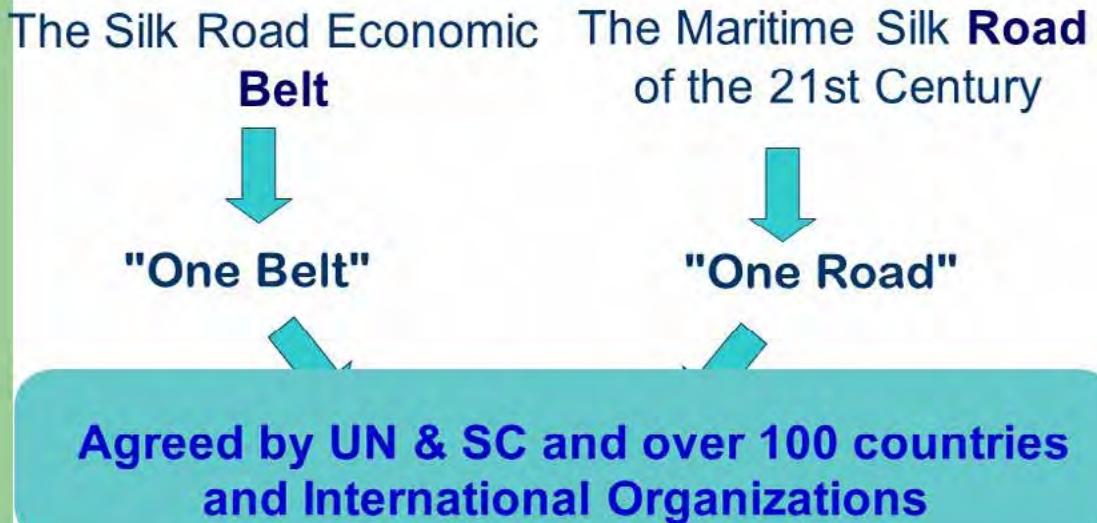 The Silk Road Economic
Belt
The Maritime Silk Road
of the 21st Century
"One Belt"
"One Road"
Agreed by UN & SC and over 100 countries
and International Organizations